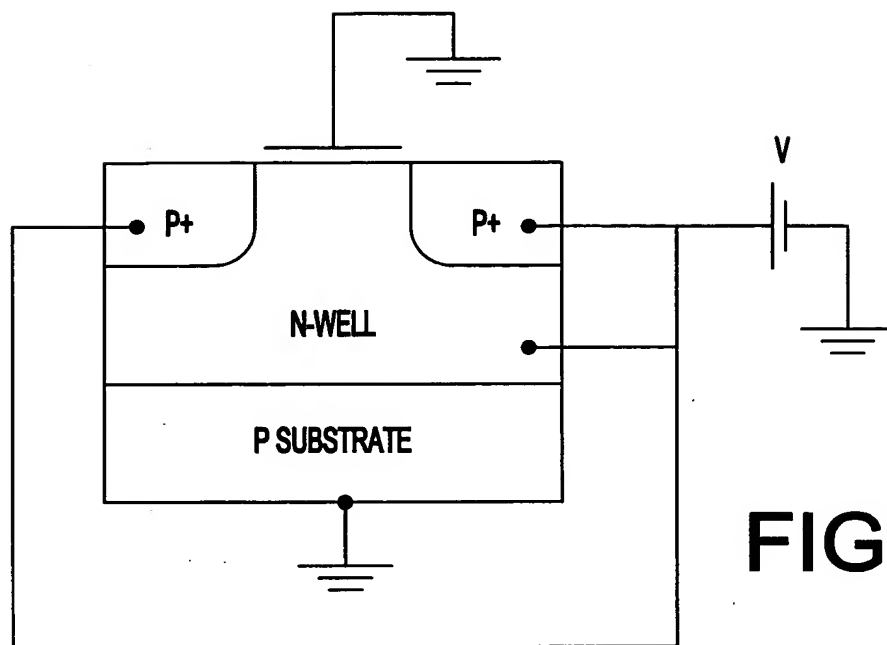 V
P+
P+
N-WELL
P SUBSTRATE
FIG